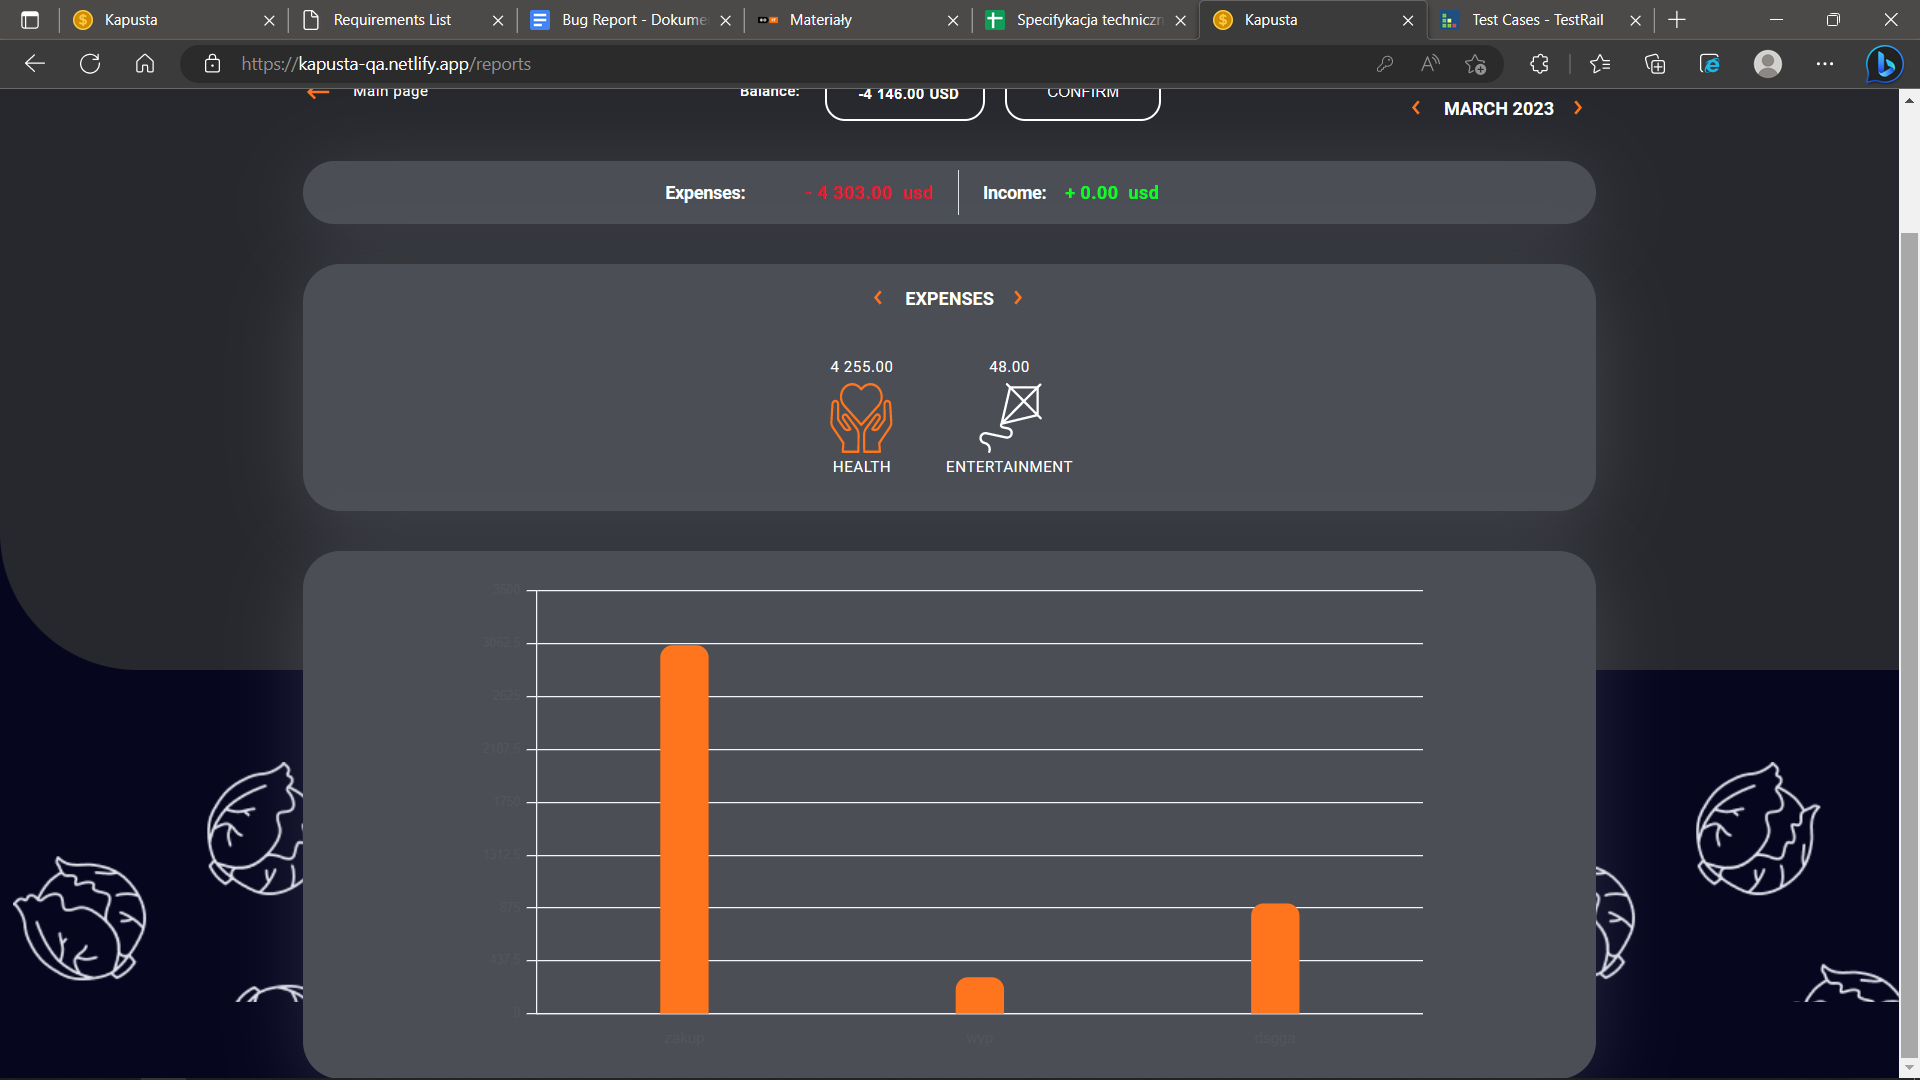 Kapusta
Requirements List
Bug Report - Dokume
Materiały
Specifykacja techniczn
Kapusta
Test Cases - TestRail
https://kapusta-qa.netlify.app/reports
Main page
Balance:
-4 146.00 USD
CONFIRM
MARCH 2023
Expenses:
- 4 303.00 usd
Income:
+ 0.00 usd
EXPENSES
4 255.00
48.00
HEALTH
ENTERTAINMENT
3500
3062.5
2625
2187.5
1750
1312.5
875
437.5
0
zakup
wyp